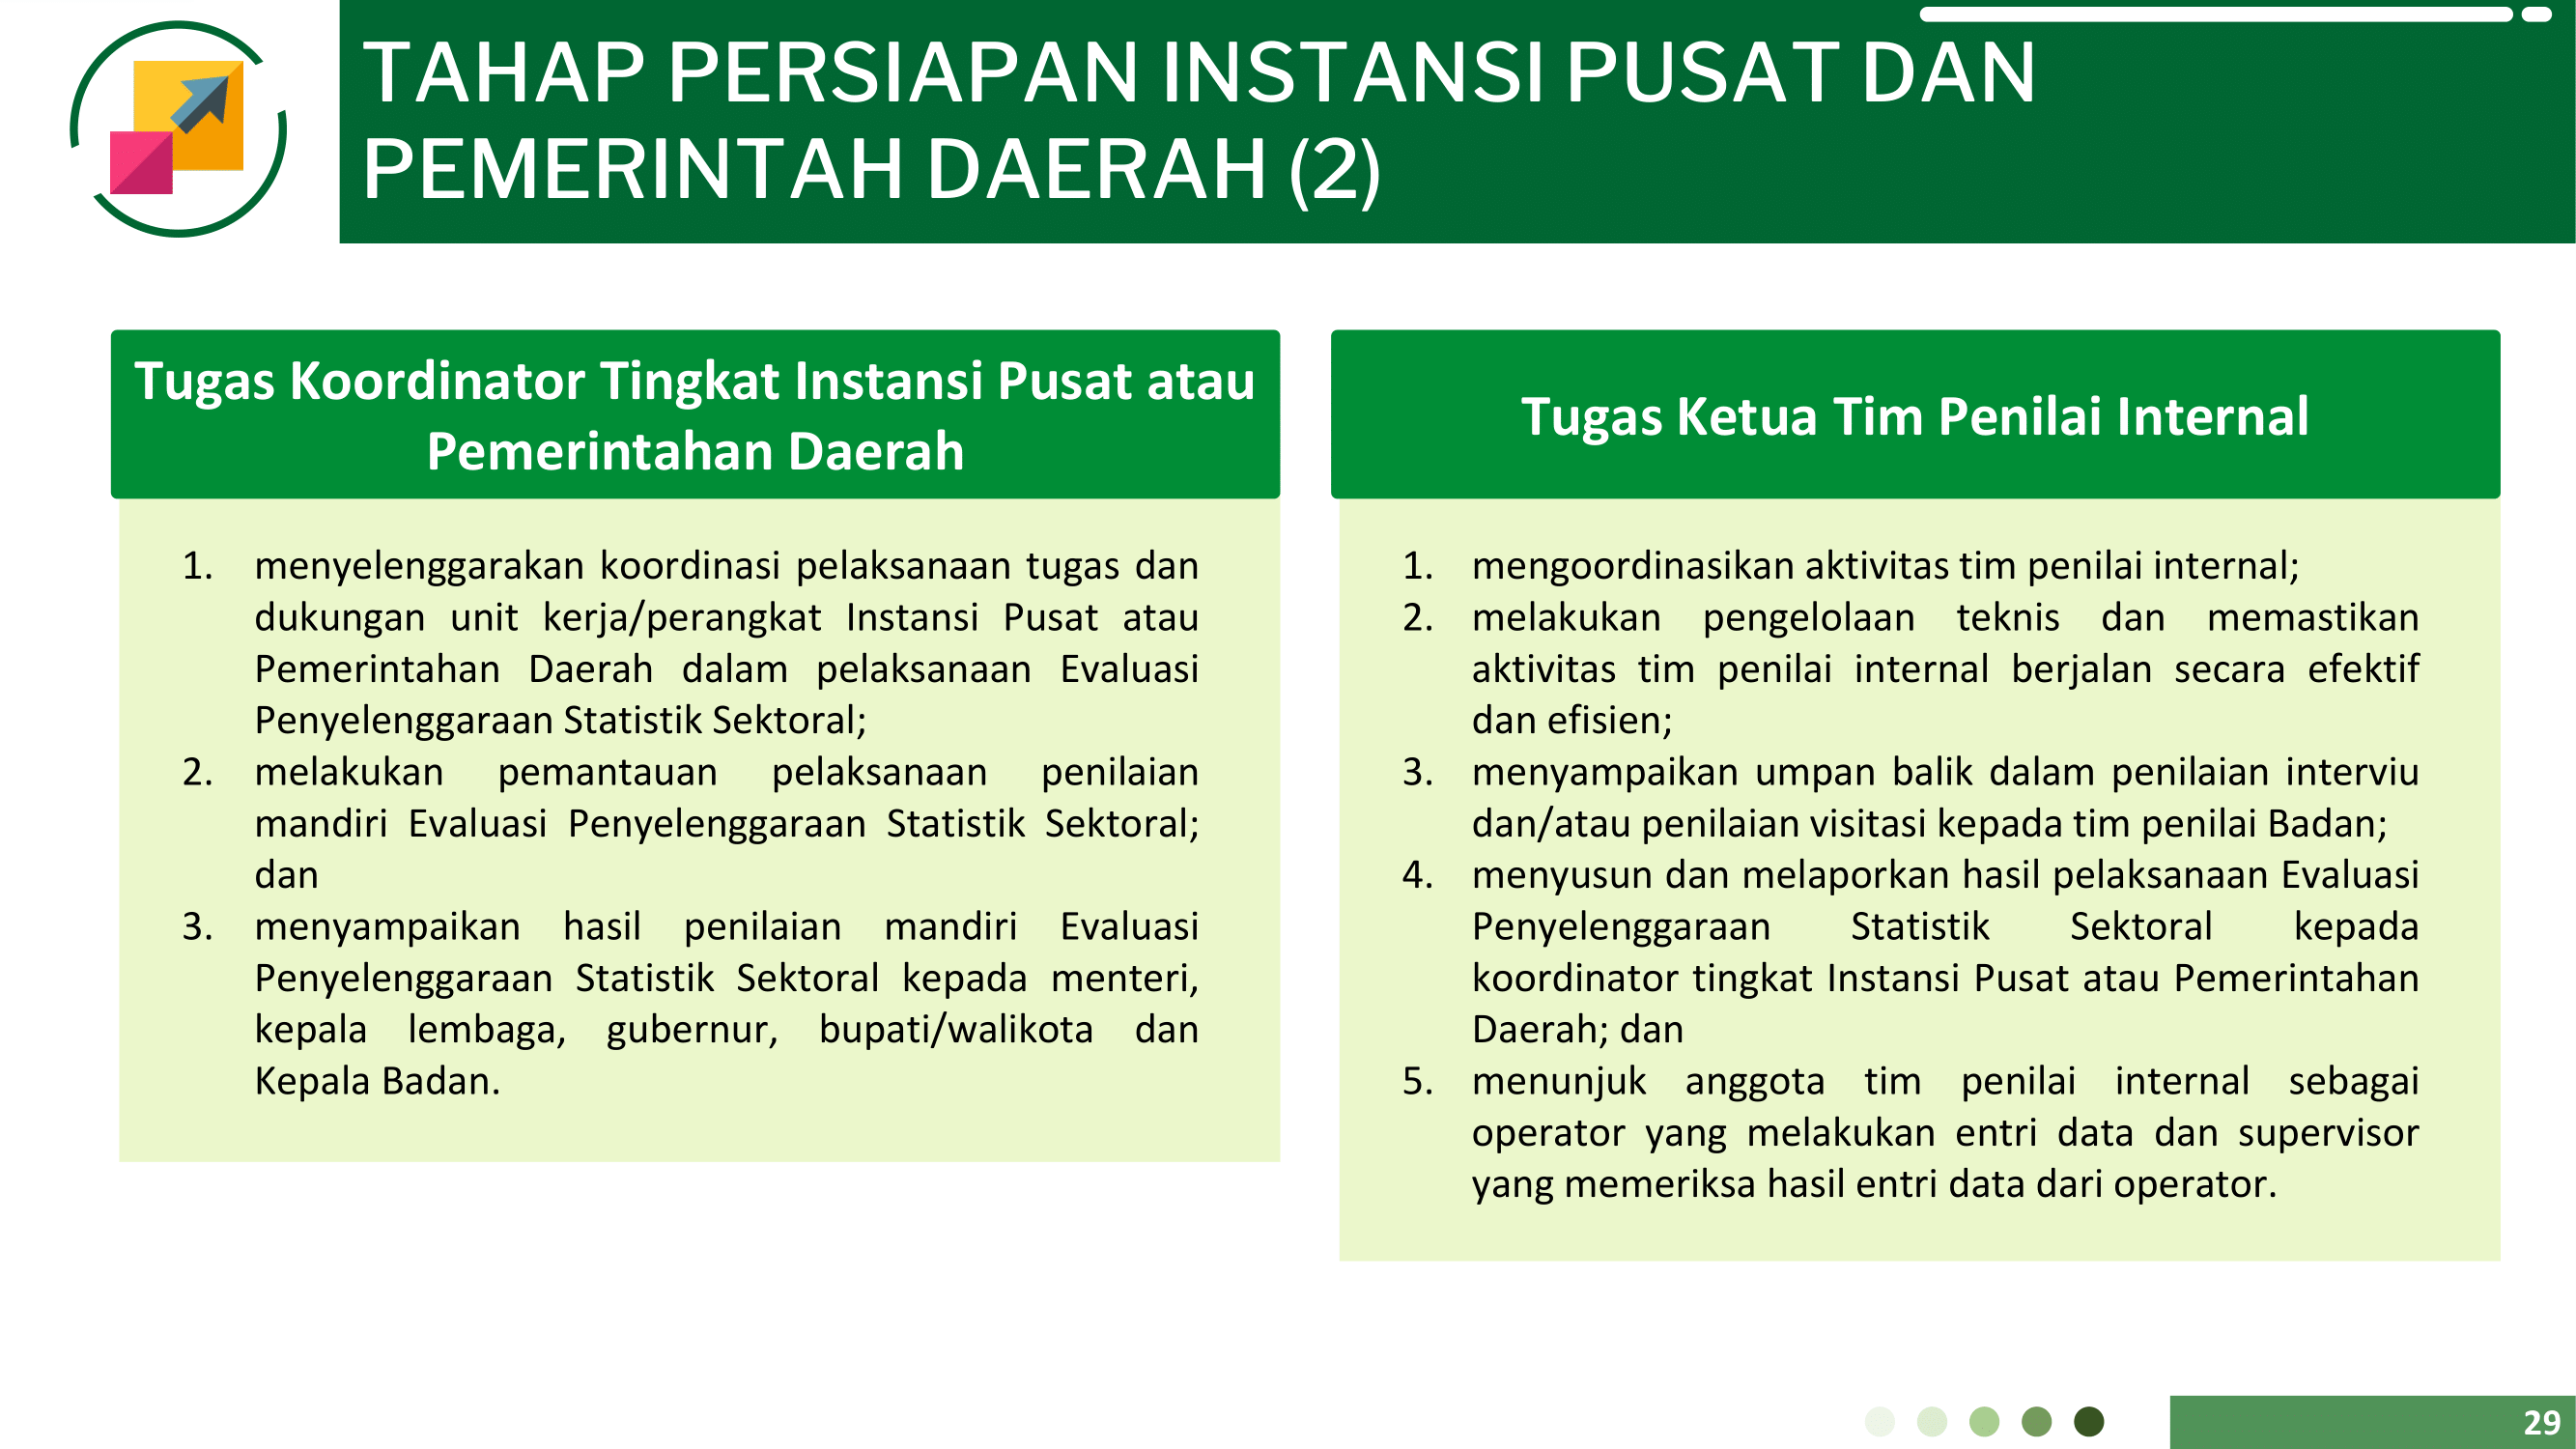 TAHAP PERSIAPAN INSTANSI PUSAT DAN
PEMERINTAH DAERAH (2)
Tugas Koordinator Tingkat Instansi Pusat atau
Pemerintahan Daerah
1. menyelenggarakan koordinasi pelaksanaan tugas dan
dukungan unit kerja/perangkat Instansi Pusat atau
Pemerintahan Daerah dalam pelaksanaan Evaluasi
Penyelenggaraan Statistik Sektoral;
2. melakukan pemantauan pelaksanaan penilaian
mandiri Evaluasi Penyelenggaraan Statistik Sektoral;
dan
3. menyampaikan hasil penilaian mandiri Evaluasi
Penyelenggaraan Statistik Sektoral kepada menteri,
kepala lembaga, gubernur, bupati/walikota dan
Kepala Badan.
Tugas Ketua Tim Penilai Internal
1. mengoordinasikan aktivitas tim penilai internal;
2. melakukan pengelolaan teknis dan memastikan
aktivitas tim penilai internal berjalan secara efektif
dan efisien;
3. menyampaikan umpan balik dalam penilaian interviu
dan/atau penilaian visitasi kepada tim penilai Badan;
4. menyusun dan melaporkan hasil pelaksanaan Evaluasi
Penyelenggaraan Statistik Sektoral kepada
koordinator tingkat Instansi Pusat atau Pemerintahan
Daerah; dan
5. menunjuk anggota tim penilai internal sebagai
operator yang melakukan entri data dan supervisor
yang memeriksa hasil entri data dari operator.
29